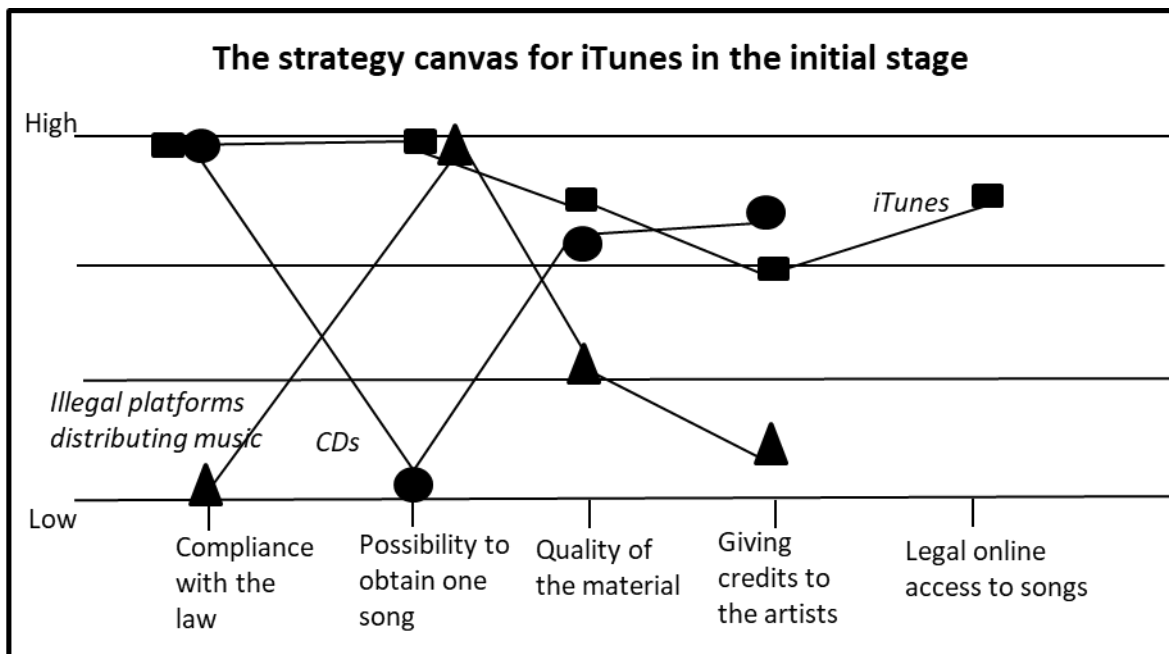 The strategy canvas for iTunes in the initial stage
High
iTunes
Illegal platforms
distributing music
CDs
Low
Compliance
with the
law
Possibility to
obtain one
song
Quality of
the material
Giving
credits to
the artists
Legal online
access to songs